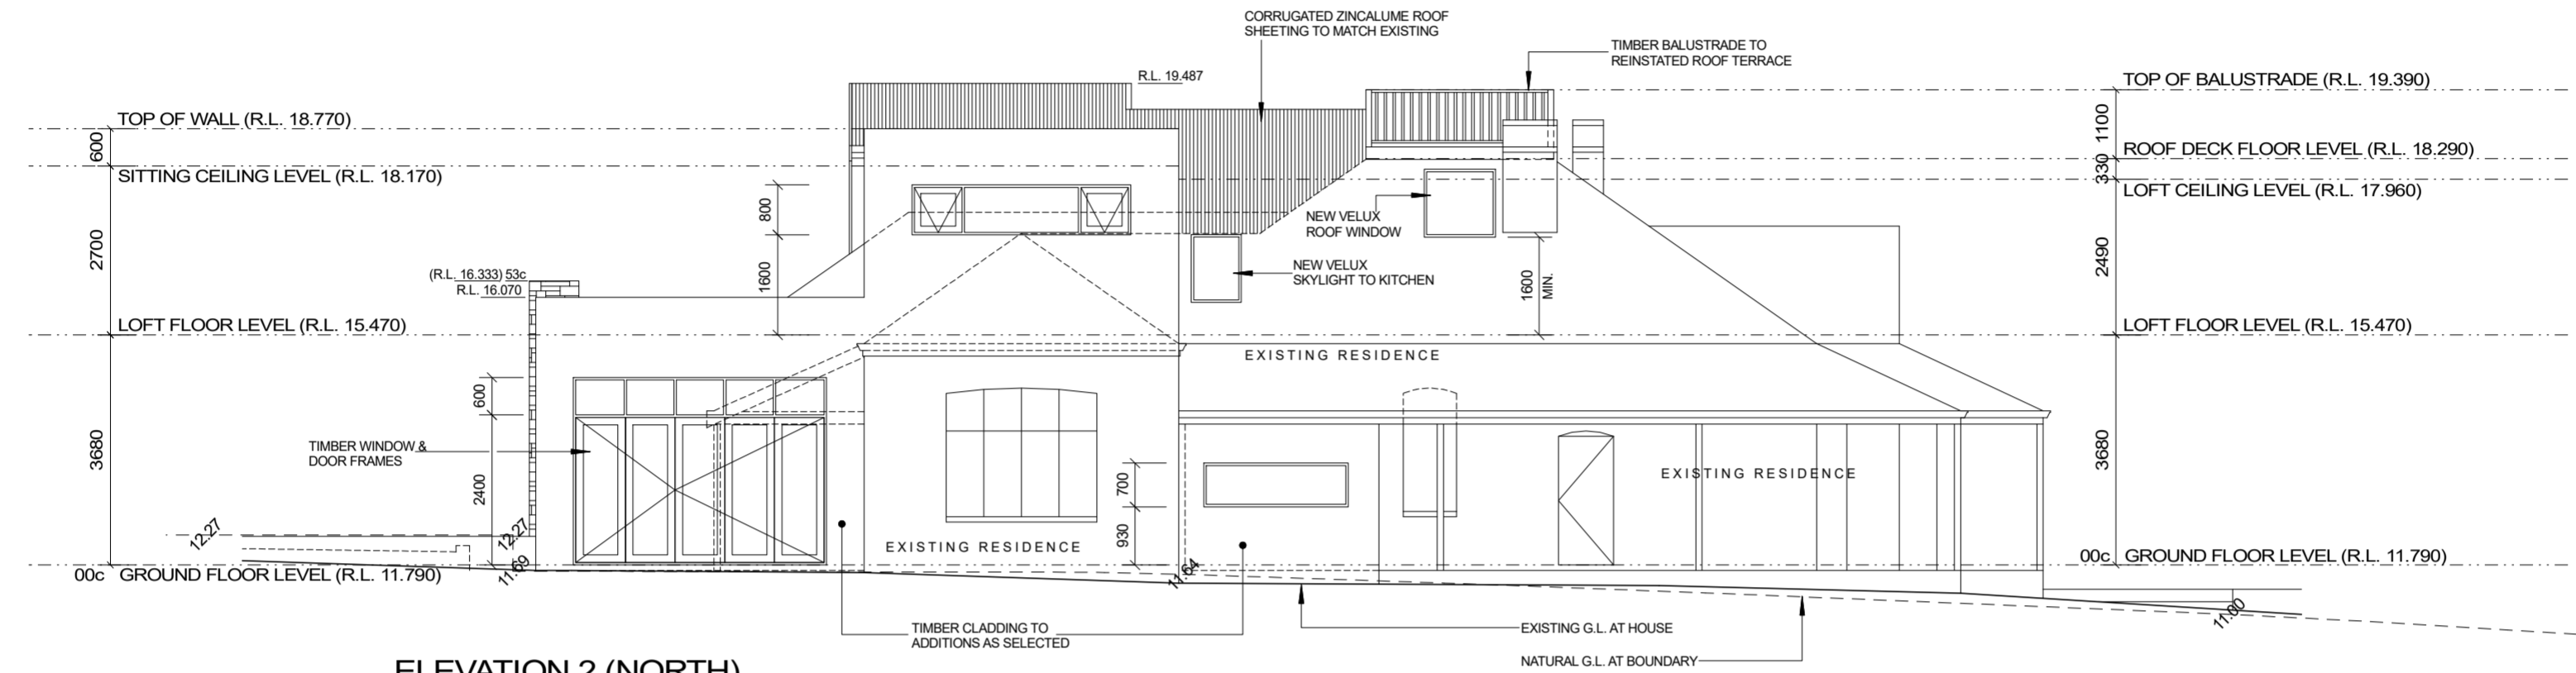 CORRUGATED ZINCALUME ROOF
SHEETING TO MATCH EXISTING
TIMBER BALUSTRADE TO
REINSTATED ROOF TERRACE
R.L. 19.487
TOP OF BALUSTRADE (R.L. 19.390)
TOP OF WALL (R.L. 18.770)
600
1100
ROOF DECK FLOOR LEVEL (R.L. 18.290)
SITTING CEILING LEVEL (R.L. 18.170)
330
LOFT CEILING LEVEL (R.L. 17.960)
800
NEW VELUX
ROOF WINDOW
2700
2490
(R.L. 16.333) 53c
R.L. 16.070
1600
NEW VELUX
SKYLIGHT TO KITCHEN
1600
MIN.
LOFT FLOOR LEVEL (R.L. 15.470)
LOFT FLOOR LEVEL (R.L. 15.470)
EXISTING RESIDENCE
600
TIMBER WINDOW &
DOOR FRAMES
3680
2400
700
930
EXISTING RESIDENCE
3680
12.27
12.27
EXISTING RESIDENCE
00c GROUND FLOOR LEVEL (R.L. 11.790)
11.69
11.64
00c GROUND FLOOR LEVEL (R.L. 11.790)
11.00
TIMBER CLADDING TO
ADDITIONS AS SELECTED
EXISTING G.L. AT HOUSE
NATURAL G.L. AT BOUNDARY
ELEVATION 2 (NORTH)